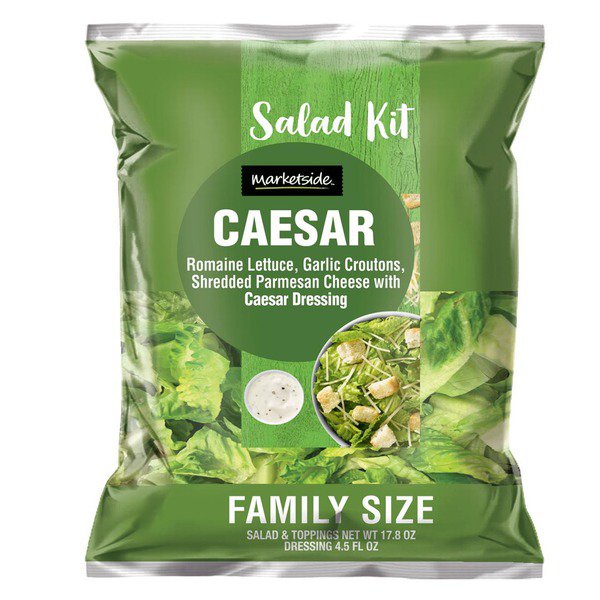 Salad Kit
marketside™
CAESAR
Romaine Lettuce, Garlic Croutons,
Shredded Parmesan Cheese with
Caesar Dressing
FAMILY SIZE
SALAD & TOPPINGS NET WT 17.8 OZ
DRESSING 4.5 FL OZ